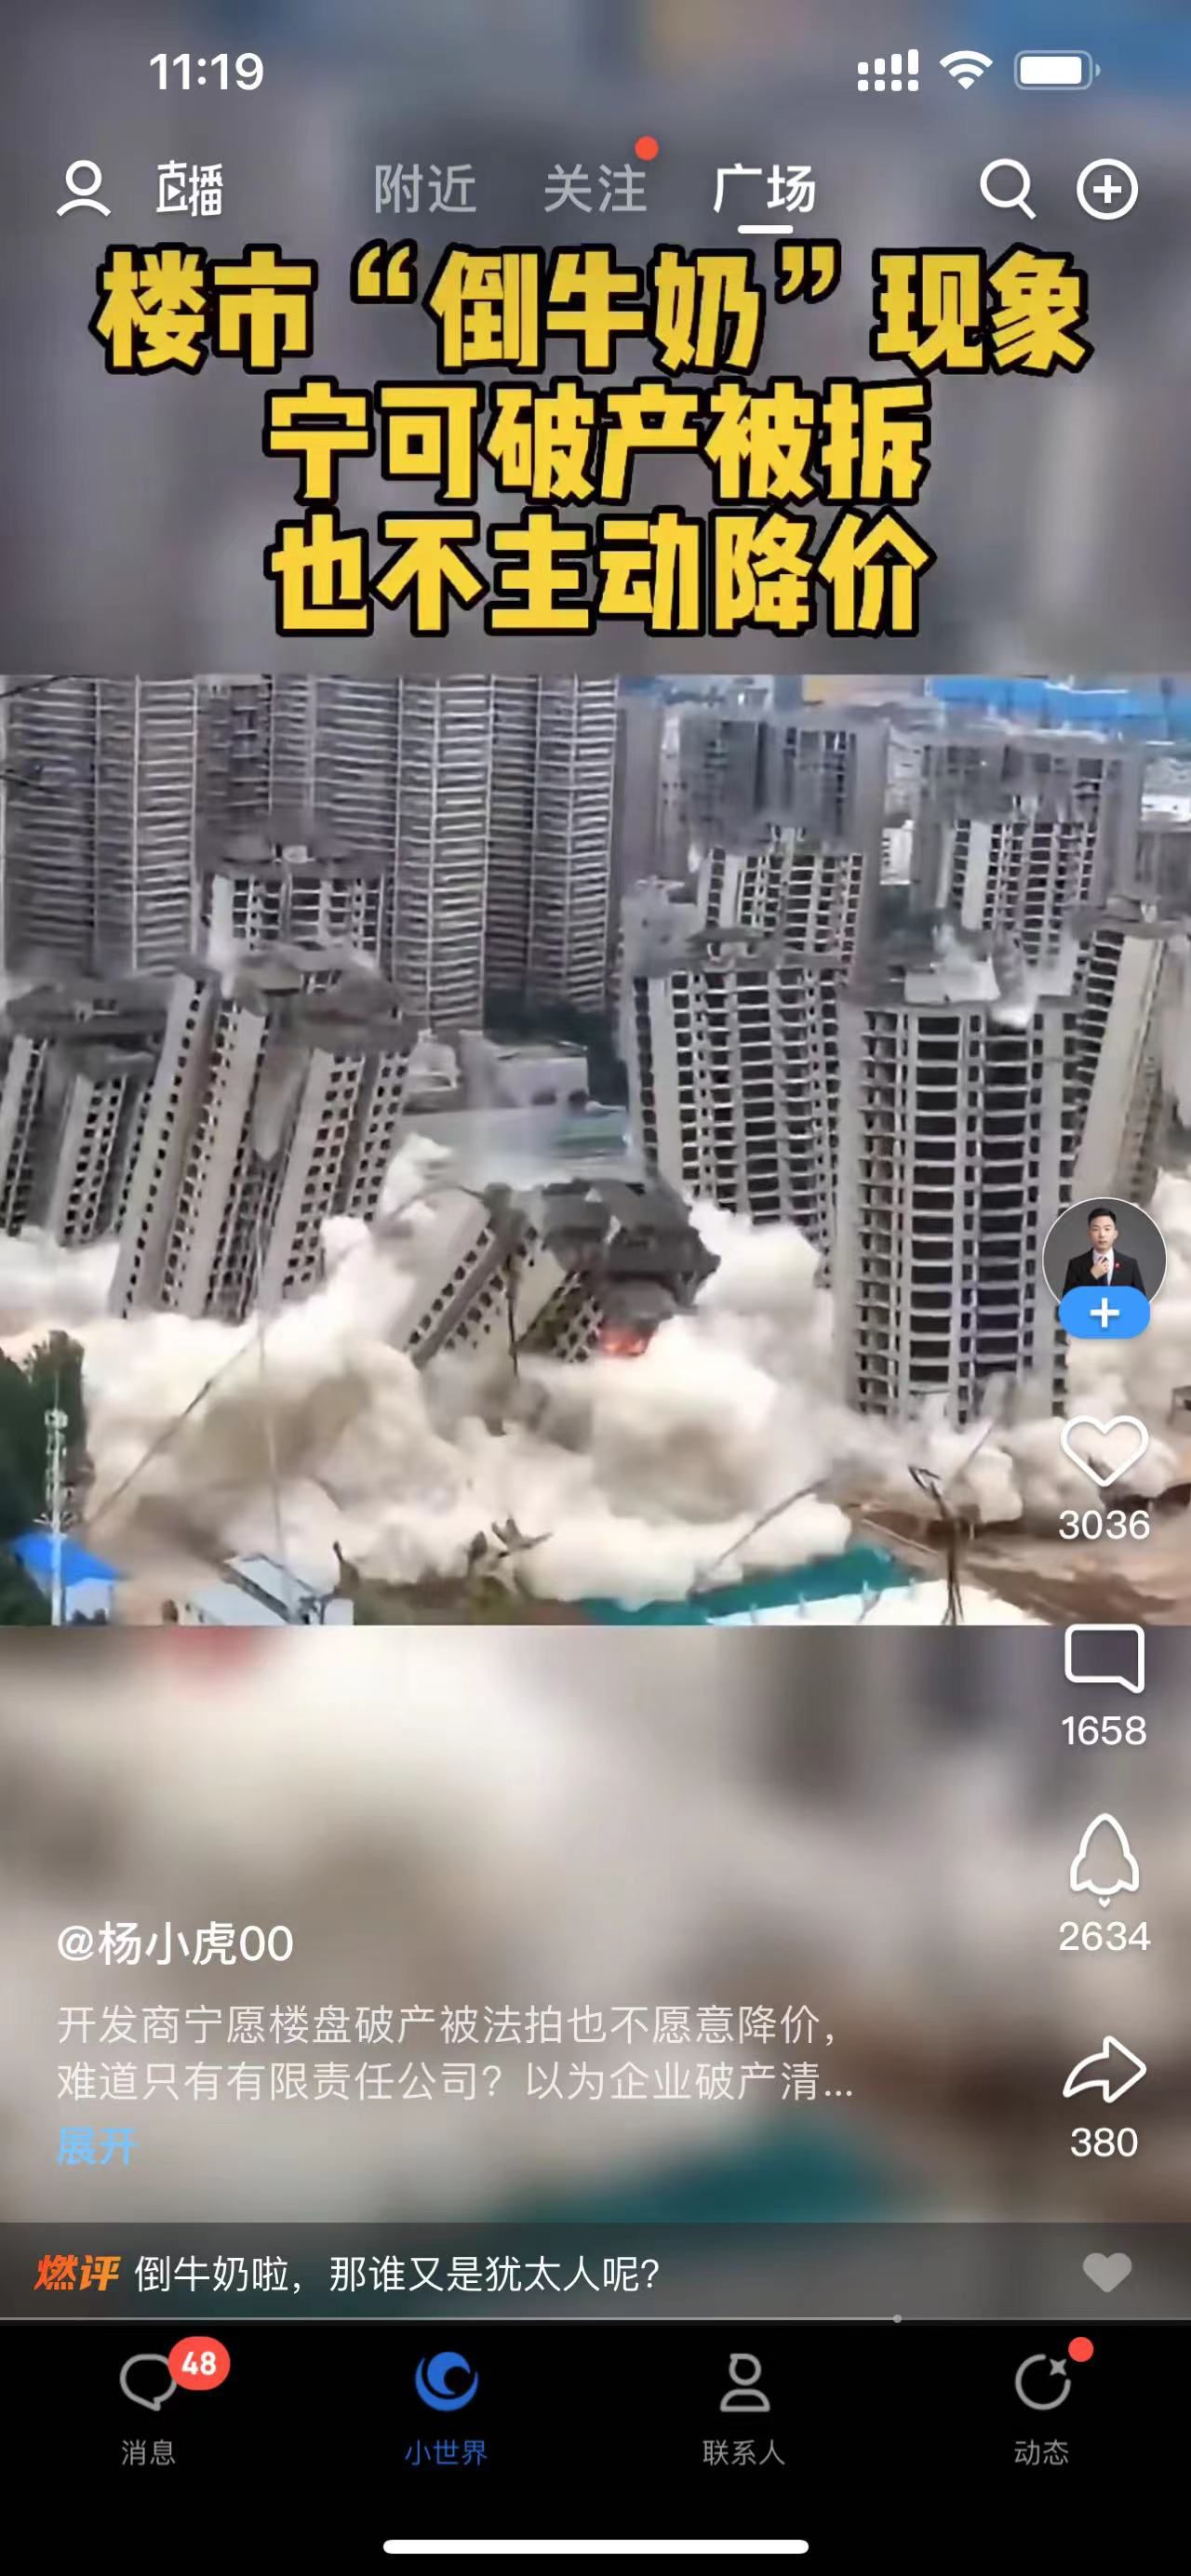 11:19
直播 附近 关注 广场
楼市“倒牛奶”现象
宁可破产被拆
也不主动降价
3036
1658
2634
380
@杨小虎00
开发商宁愿楼盘破产被法拍也不愿意降价，
难道只有有限责任公司？以为企业破产清...
展开
燃评 倒牛奶啦，那谁又是犹太人呢？
48
消息 小世界 联系人 动态